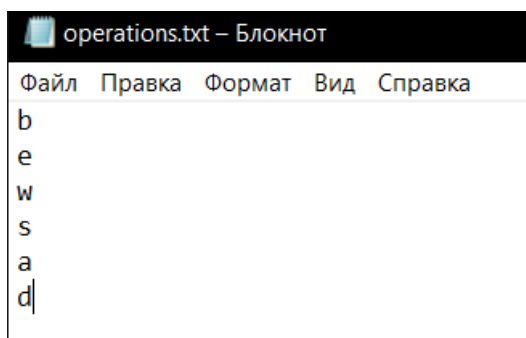 operations.txt – Блокнот
Файл Правка Формат Вид Справка
b
e
w
s
a
d